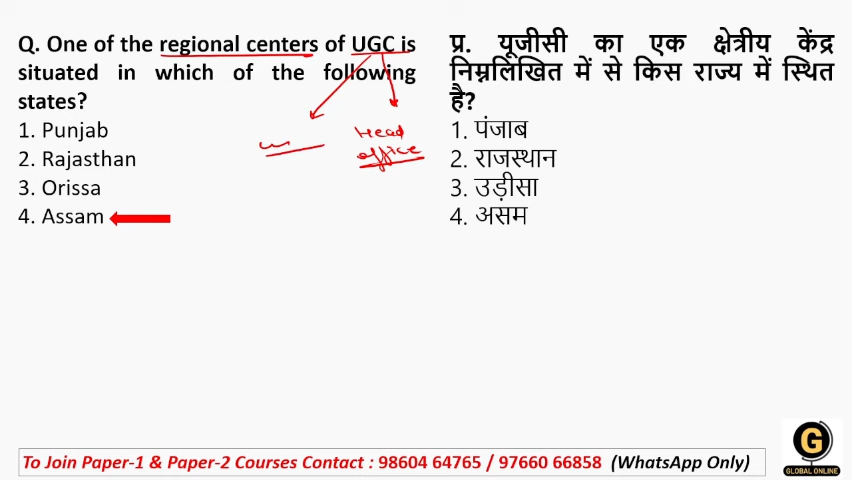 Q. One of the regional centers of UGC is
situated in which of the following
states?
1. Punjab
2. Rajasthan
3. Orissa
4. Assam
Head
office
प्र. यूजीसी का एक क्षेत्रीय केंद्र
निम्नलिखित में से किस राज्य में स्थित
है?
1. पंजाब
2. राजस्थान
3. उड़ीसा
4. असम
G
GLOBAL ONLINE
To Join Paper-1 & Paper-2 Courses Contact : 98604 64765 / 97660 66858 (WhatsApp Only)